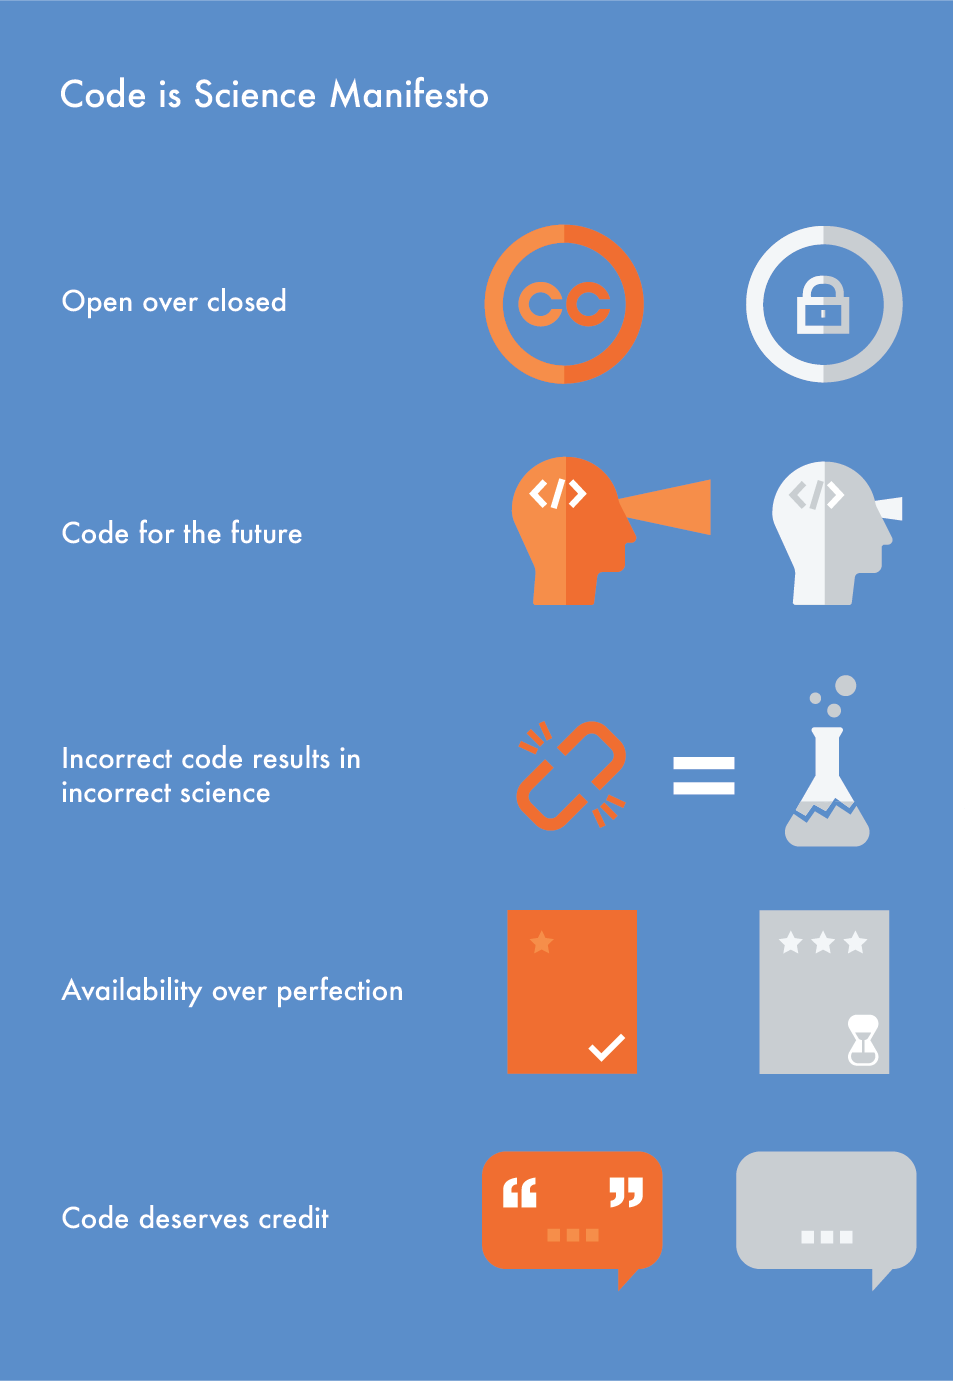 Code is Science Manifesto
Open over closed
cc
Code for the future
</>
</>
Incorrect code results in
incorrect science
=
Availability over perfection
Code deserves credit
“ ”